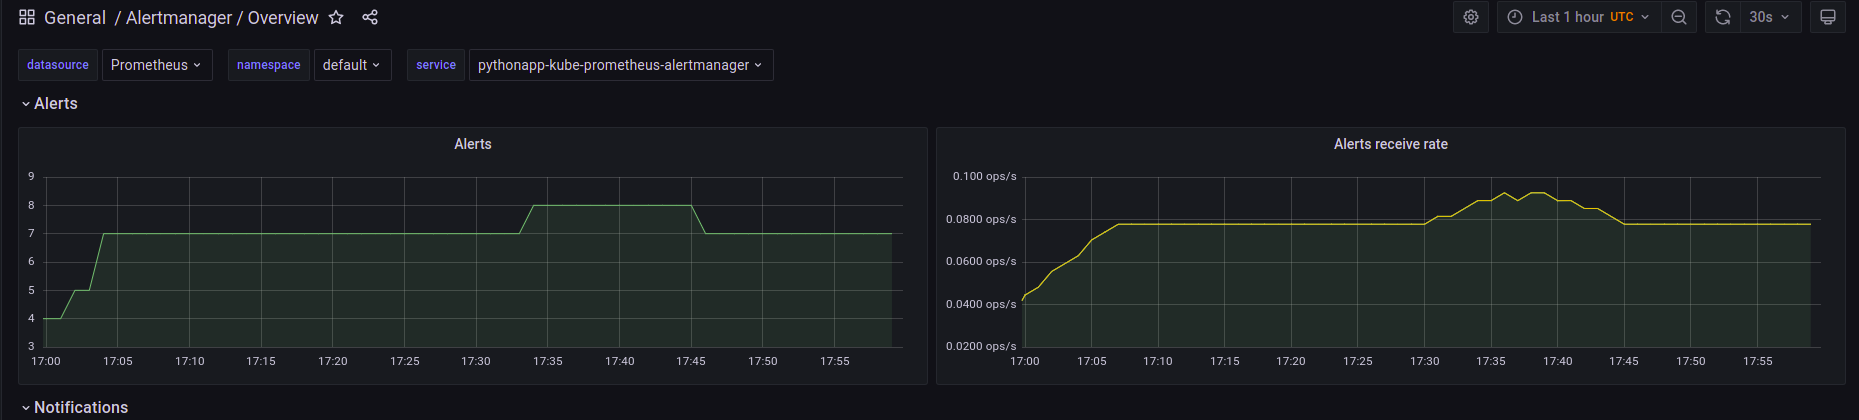 General / Alertmanager / Overview
Last 1 hour UTC
30s
datasource Prometheus namespace default service pythonapp-kube-prometheus-alertmanager
Alerts
Alerts
9
8
7
6
5
4
3
17:00 17:05 17:10 17:15 17:20 17:25 17:30 17:35 17:40 17:45 17:50 17:55
Alerts receive rate
0.100 ops/s
0.0800 ops/s
0.0600 ops/s
0.0400 ops/s
0.0200 ops/s
17:00 17:05 17:10 17:15 17:20 17:25 17:30 17:35 17:40 17:45 17:50 17:55
Notifications